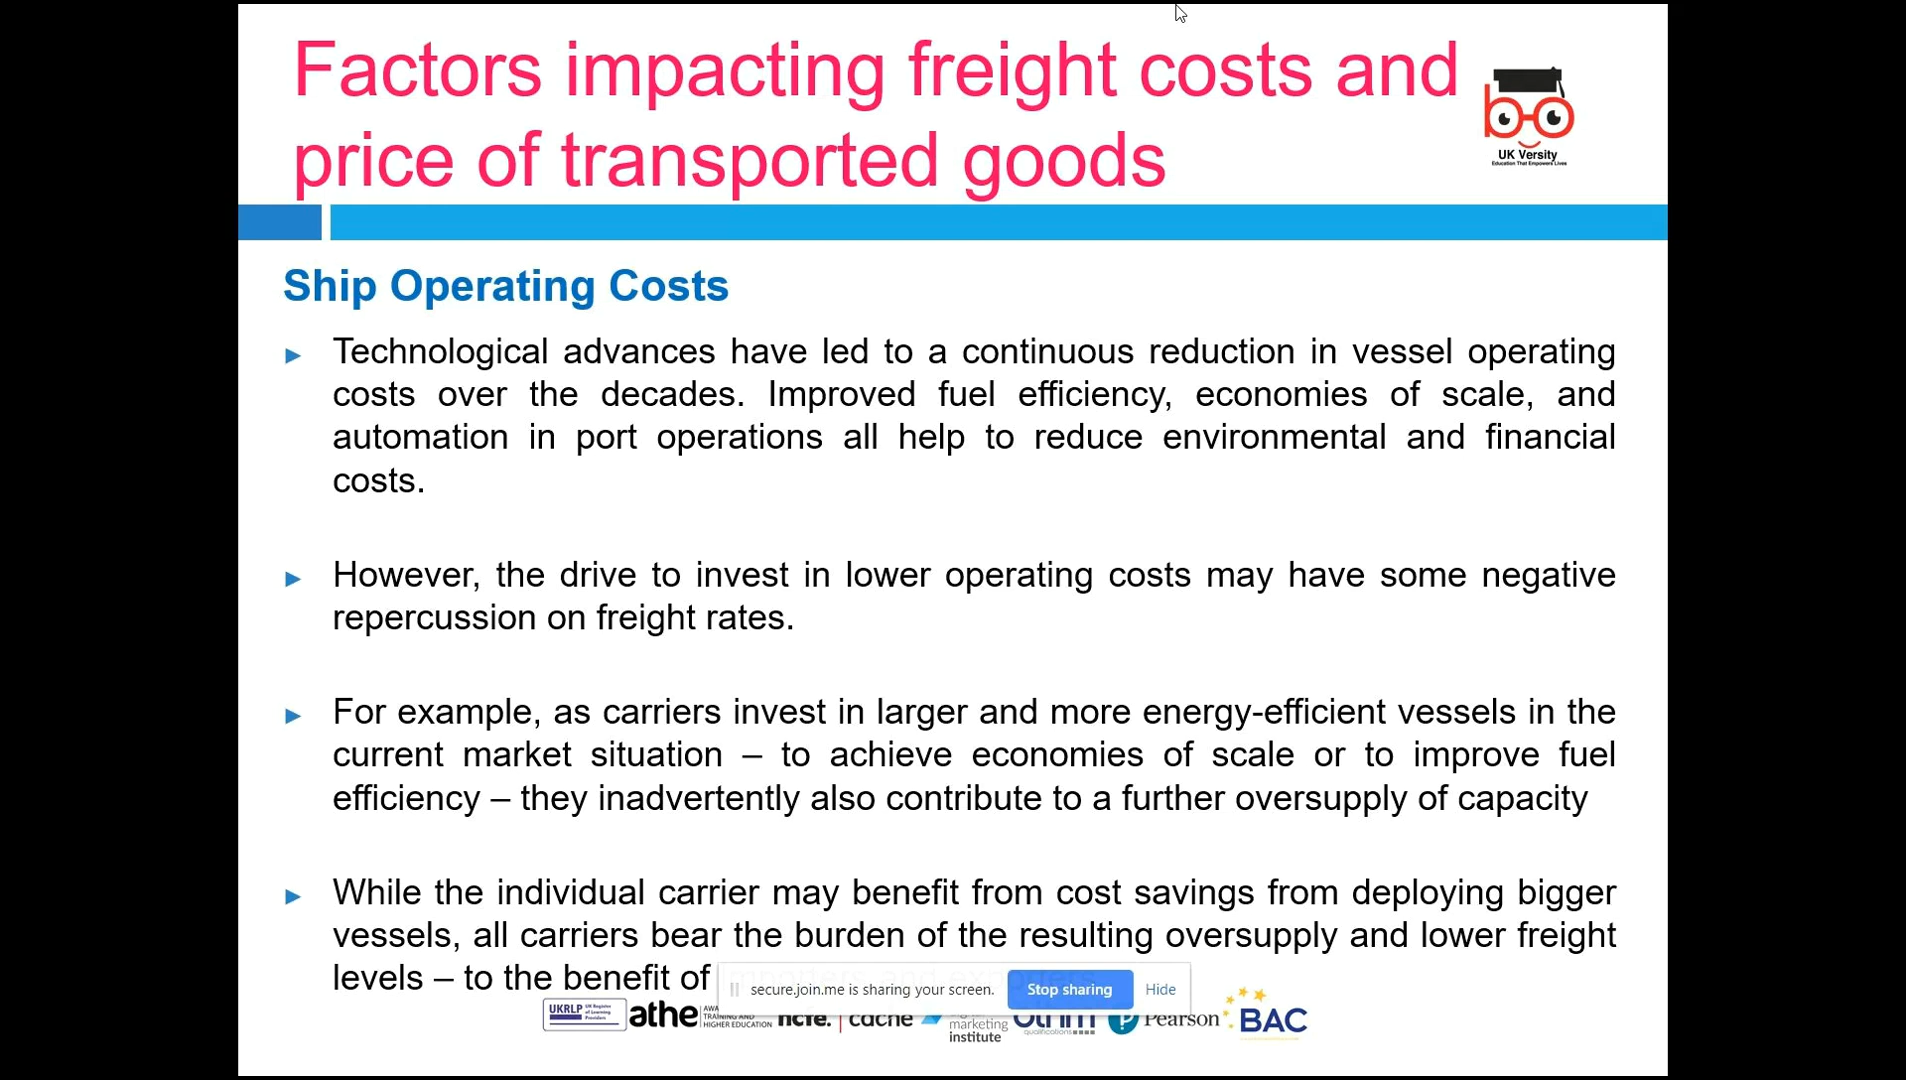 Factors impacting freight costs and
price of transported goods
UK Versity
Education That Empowers Lives
Ship Operating Costs
Technological advances have led to a continuous reduction in vessel operating
costs over the decades. Improved fuel efficiency, economies of scale, and
automation in port operations all help to reduce environmental and financial
costs.
However, the drive to invest in lower operating costs may have some negative
repercussion on freight rates.
For example, as carriers invest in larger and more energy-efficient vessels in the
current market situation – to achieve economies of scale or to improve fuel
efficiency – they inadvertently also contribute to a further oversupply of capacity
While the individual carrier may benefit from cost savings from deploying bigger
vessels, all carriers bear the burden of the resulting oversupply and lower freight
levels – to the benefit of importers and exporters
secure.join.me is sharing your screen. Stop sharing Hide
UKRLP UK Register
of Learning
Providers
athe
TRAINING AND
HIGHER EDUCATION
ncfe. cache
marketing
institute
othm
qualifications
Pearson
BAC